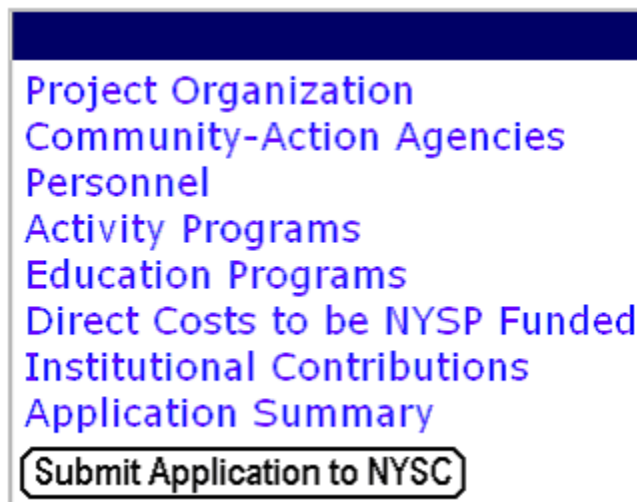 Project Organization
Community-Action Agencies
Personnel
Activity Programs
Education Programs
Direct Costs to be NYSP Funded
Institutional Contributions
Application Summary
Submit Application to NYSC